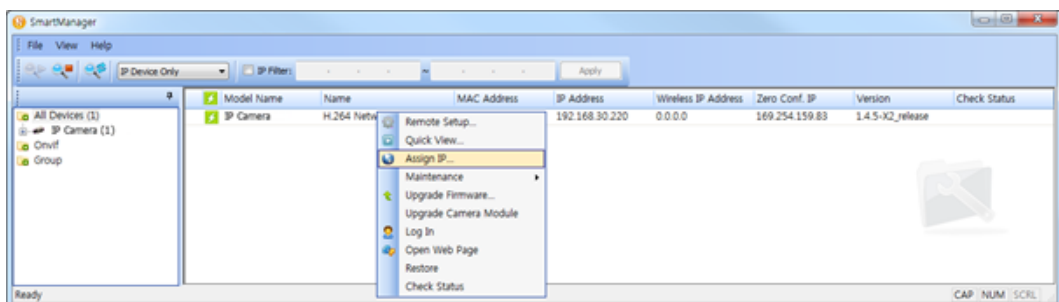 SmartManager
File View Help
IP Device Only IP Filter: . . . ~ . . . Apply
Model Name Name MAC Address IP Address Wireless IP Address Zero Conf. IP Version Check Status
All Devices (1)
IP Camera (1)
Onvif
Group
IP Camera H.264 Netw 192.168.30.220 0.0.0.0 169.254.159.83 1.4.5-X2_release
Remote Setup...
Quick View...
Assign IP...
Maintenance
Upgrade Firmware...
Upgrade Camera Module
Log In
Open Web Page
Restore
Check Status
Ready CAP NUM SCRL